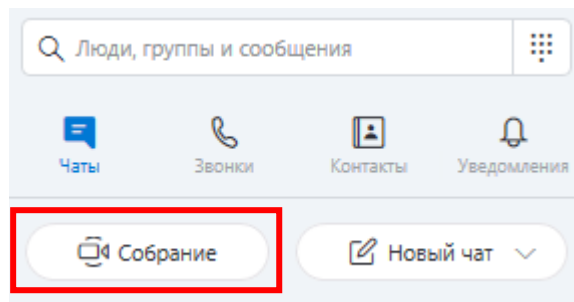 Люди, группы и сообщения
Чаты Звонки Контакты Уведомления
Собрание Новый чат